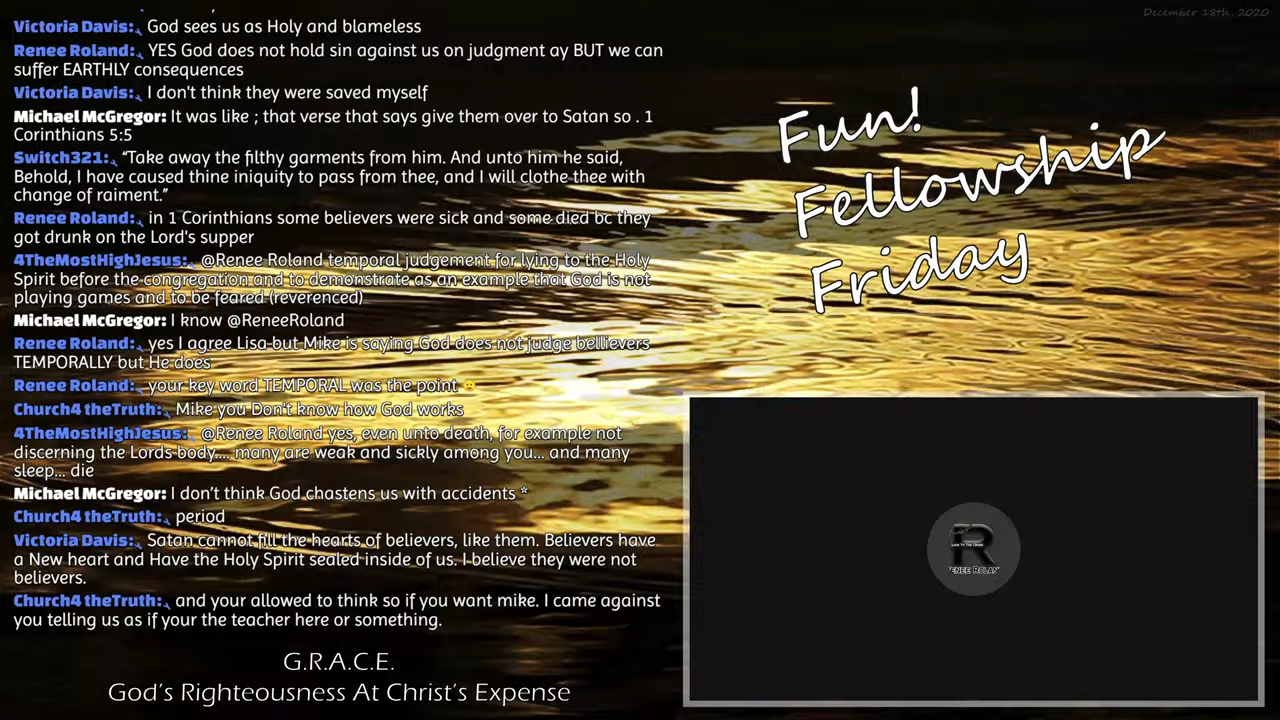 December 18th, 2020
Victoria Davis: God sees us as Holy and blameless
Renee Roland: YES God does not hold sin against us on judgment ay BUT we can
suffer EARTHLY consequences
Victoria Davis: I don't think they were saved myself
Michael McGregor: It was like ; that verse that says give them over to Satan so . 1
Corinthians 5:5
Switch321: “Take away the filthy garments from him. And unto him he said,
Behold, I have caused thine iniquity to pass from thee, and I will clothe thee with
change of raiment.”
Renee Roland: in 1 Corinthians some believers were sick and some died bc they
got drunk on the Lord's supper
4TheMostHighJesus: @Renee Roland temporal judgement for lying to the Holy
Spirit before the congregation and to demonstrate as an example that God is not
playing games and to be feared (reverenced)
Michael McGregor: I know @ReneeRoland
Renee Roland: yes I agree Lisa but Mike is saying God does not judge bellievers
TEMPORALLY but He does
Renee Roland: your key word TEMPORAL was the point 🙂
Church4 theTruth: Mike you Don't know how God works
4TheMostHighJesus: @Renee Roland yes, even unto death, for example not
discerning the Lords body.... many are weak and sickly among you... and many
sleep... die
Michael McGregor: I don’t think God chastens us with accidents *
Church4 theTruth: period
Victoria Davis: Satan cannot fill the hearts of believers, like them. Believers have
a New heart and Have the Holy Spirit sealed inside of us. I believe they were not
believers.
Church4 theTruth: and your allowed to think so if you want mike. I came against
you telling us as if your the teacher here or something.
G.R.A.C.E.
God’s Righteousness At Christ’s Expense
Fun!
Fellowship
Friday
R